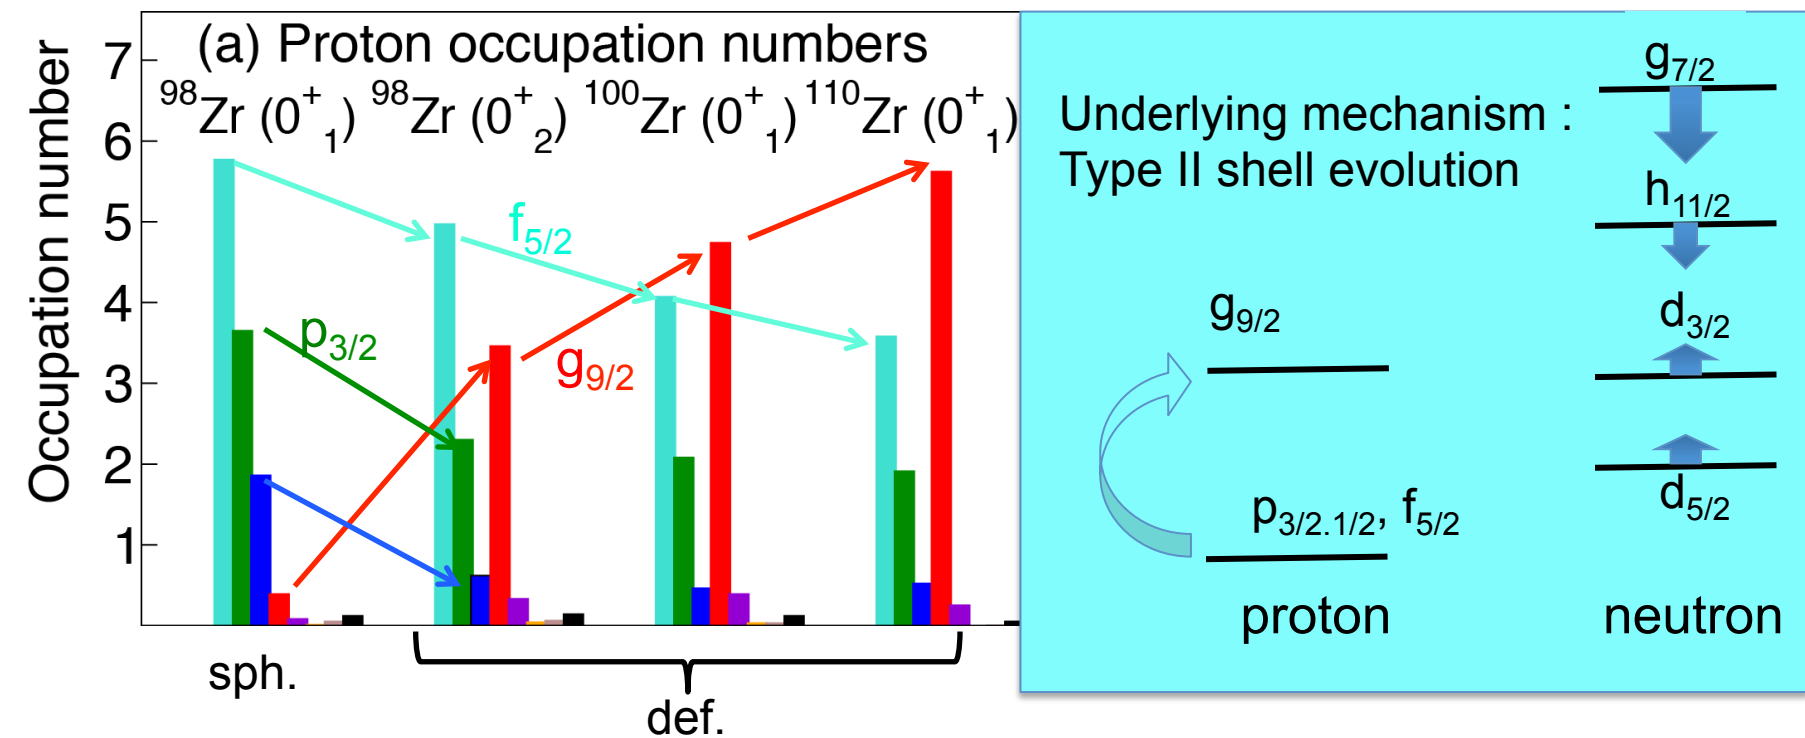 (a) Proton occupation numbers
⁹⁸Zr (0⁺₁) ⁹⁸Zr (0⁺₂) ¹⁰⁰Zr (0⁺₁) ¹¹⁰Zr (0⁺₁)
Occupation number
7
6
5
4
3
2
1
f₅/₂
p₃/₂
g₉/₂
sph.
def.
Underlying mechanism :
Type II shell evolution
g₉/₂
p₃/₂.₁/₂, f₅/₂
proton
g₇/₂
h₁₁/₂
d₃/₂
d₅/₂
neutron